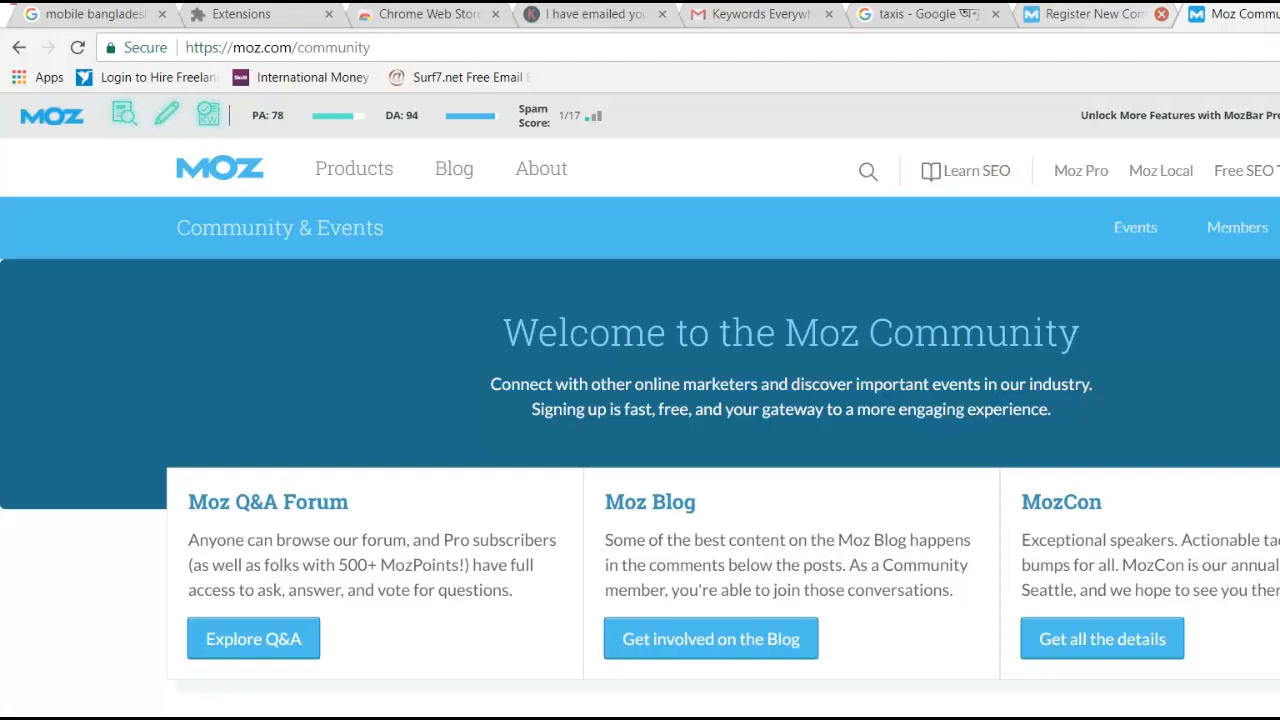 mobile bangladesh
Extensions
Chrome Web Store
I have emailed you
Keywords Everywh
taxis - Google অনু
Register New Com
Moz Commu
Secure
https://moz.com/community
Apps
Login to Hire Freelan
Skrill
International Money
Surf7.net Free Email E
MOZ
PA: 78
DA: 94
Spam Score: 1/17
Unlock More Features with MozBar Pre
MOZ
Products
Blog
About
Learn SEO
Moz Pro
Moz Local
Free SEO T
Community & Events
Events
Members
Welcome to the Moz Community
Connect with other online marketers and discover important events in our industry.
Signing up is fast, free, and your gateway to a more engaging experience.
Moz Q&A Forum
Anyone can browse our forum, and Pro subscribers
(as well as folks with 500+ MozPoints!) have full
access to ask, answer, and vote for questions.
Explore Q&A
Moz Blog
Some of the best content on the Moz Blog happens
in the comments below the posts. As a Community
member, you're able to join those conversations.
Get involved on the Blog
MozCon
Exceptional speakers. Actionable tac
bumps for all. MozCon is our annual
Seattle, and we hope to see you ther
Get all the details